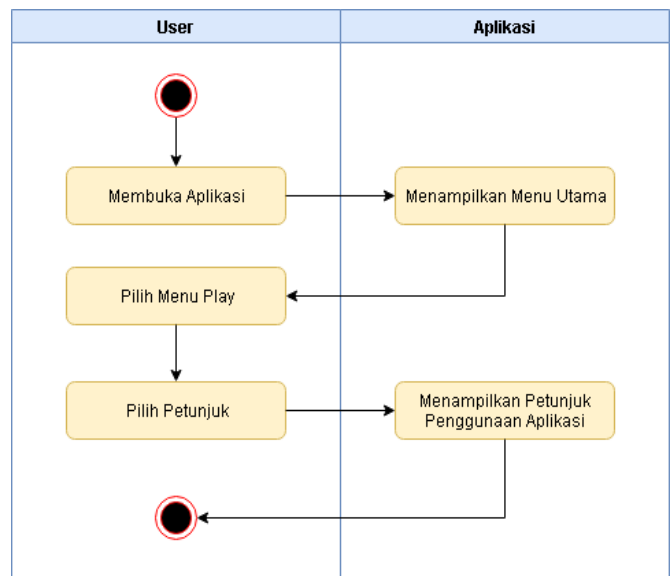 User
Aplikasi
Membuka Aplikasi
Menampilkan Menu Utama
Pilih Menu Play
Pilih Petunjuk
Menampilkan Petunjuk
Penggunaan Aplikasi